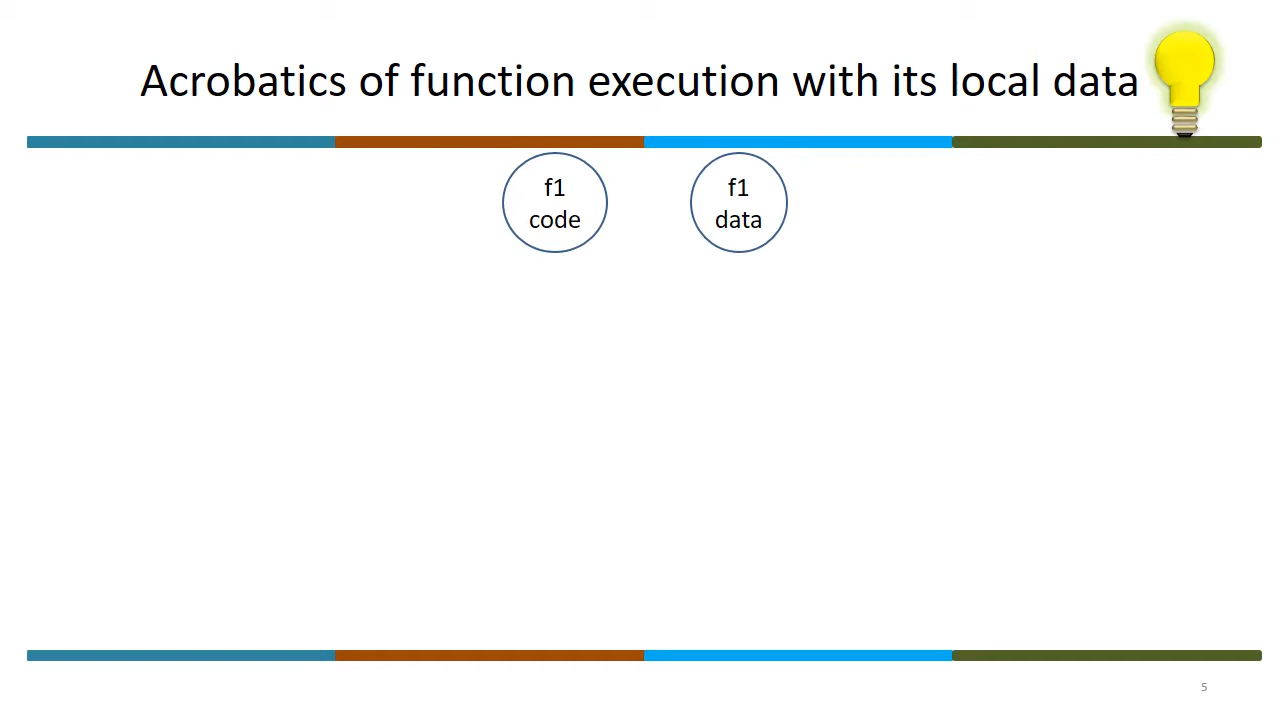 Acrobatics of function execution with its local data
f1
code
f1
data
5